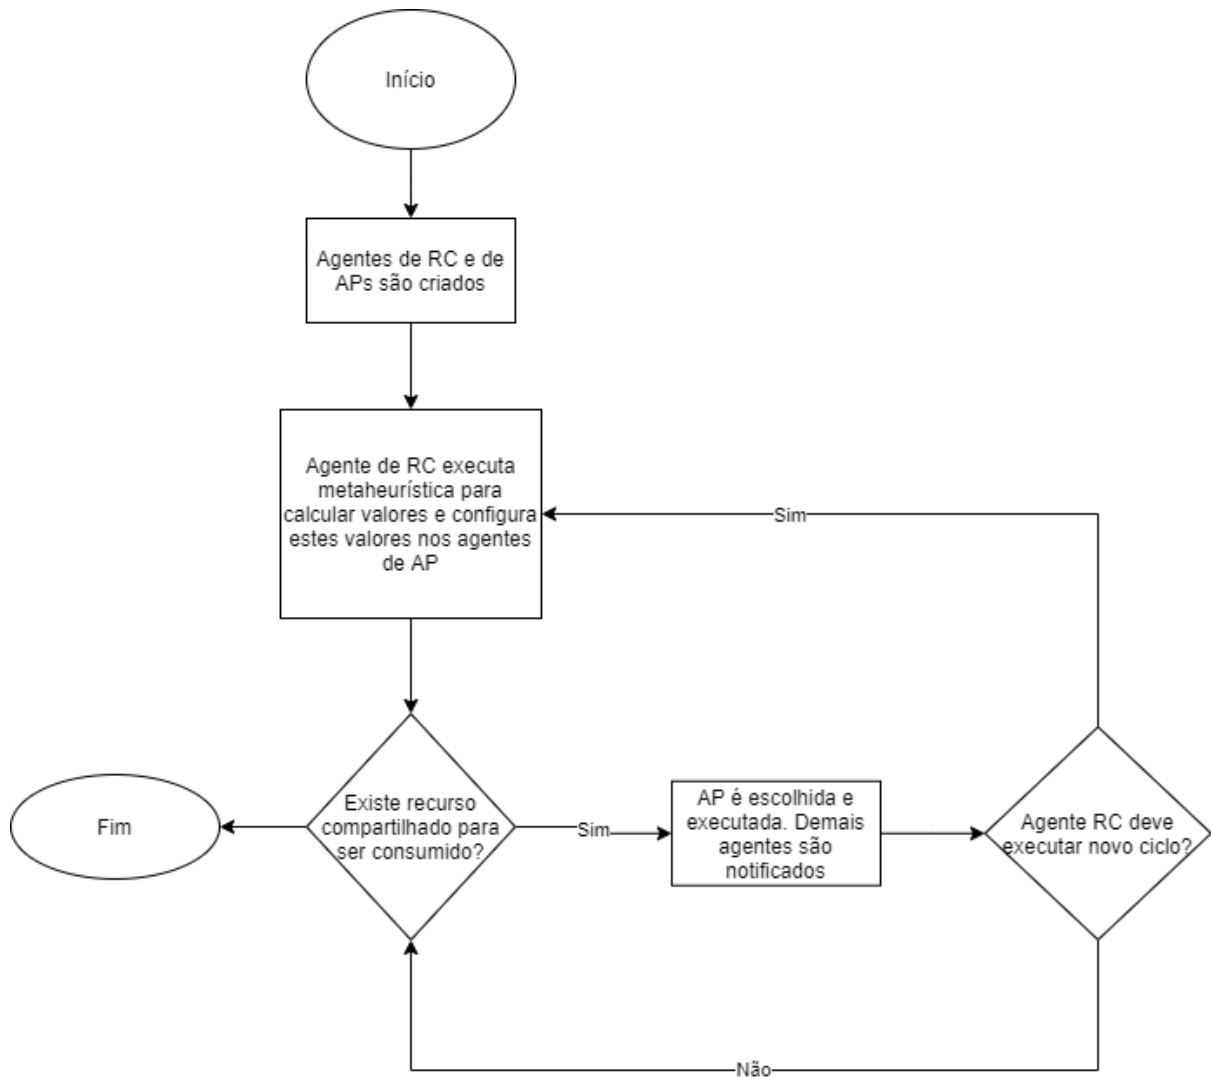 Início
Agentes de RC e de
APs são criados
Agente de RC executa
metaheurística para
calcular valores e configura
estes valores nos agentes
de AP
Sim
Existe recurso
compartilhado para
ser consumido?
Fim
Sim
AP é escolhida e
executada. Demais
agentes são
notificados
Agente RC deve
executar novo ciclo?
Não